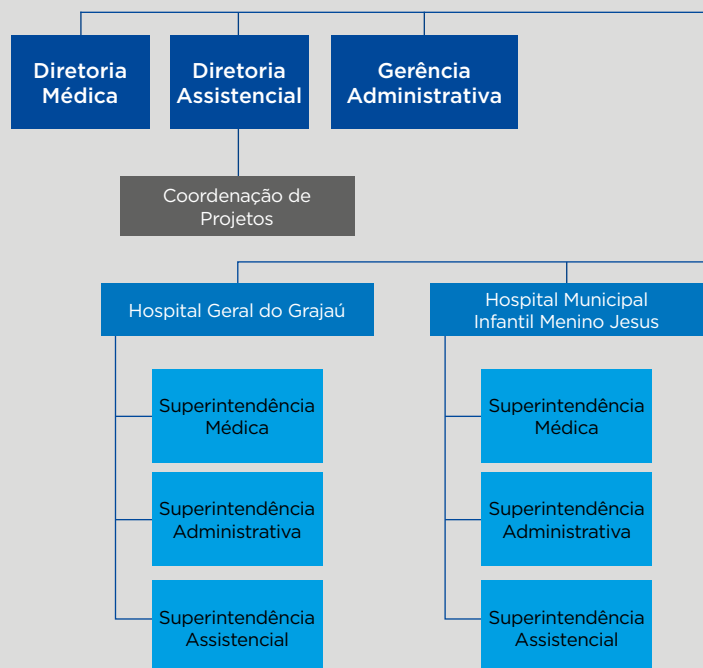 Diretoria
Médica
Diretoria
Assistencial
Gerência
Administrativa
Coordenação de
Projetos
Hospital Geral do Grajaú
Hospital Municipal
Infantil Menino Jesus
Superintendência
Médica
Superintendência
Administrativa
Superintendência
Assistencial
Superintendência
Médica
Superintendência
Administrativa
Superintendência
Assistencial